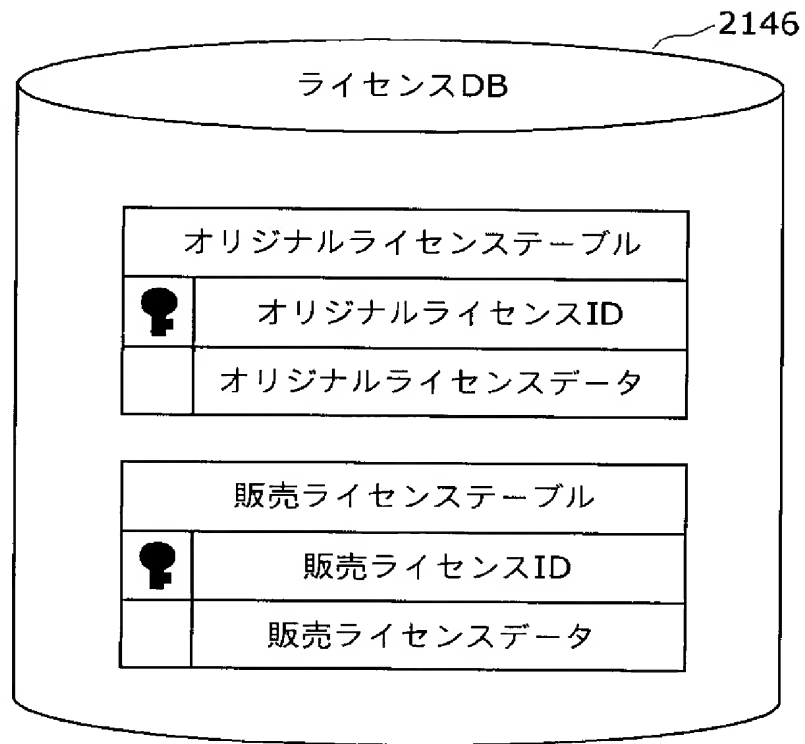 2146
ライセンスDB
オリジナルライセンステーブル
オリジナルライセンスID
オリジナルライセンスデータ
販売ライセンステーブル
販売ライセンスID
販売ライセンスデータ